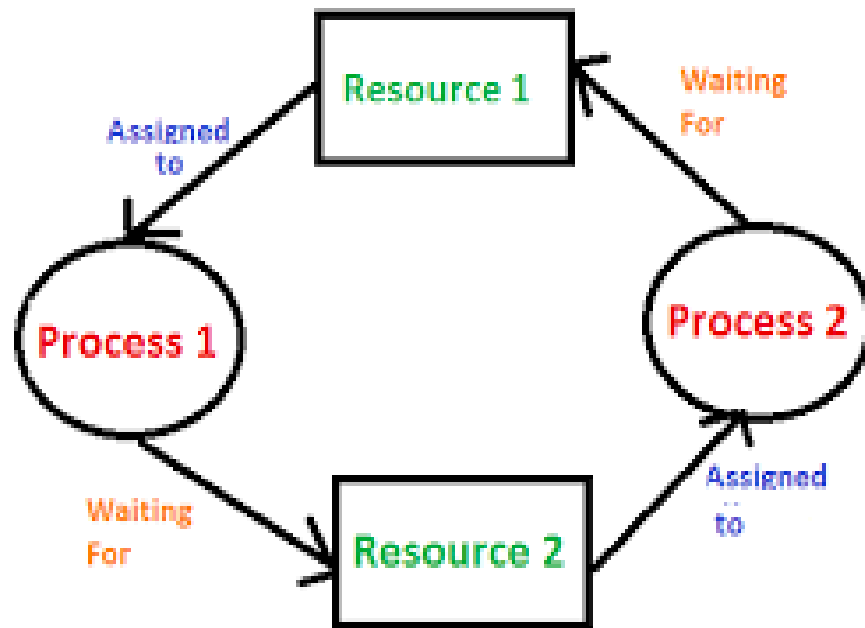 Resource 1
Waiting
For
Assigned
to
Process 1
Process 2
Waiting
For
Resource 2
Assigned
to